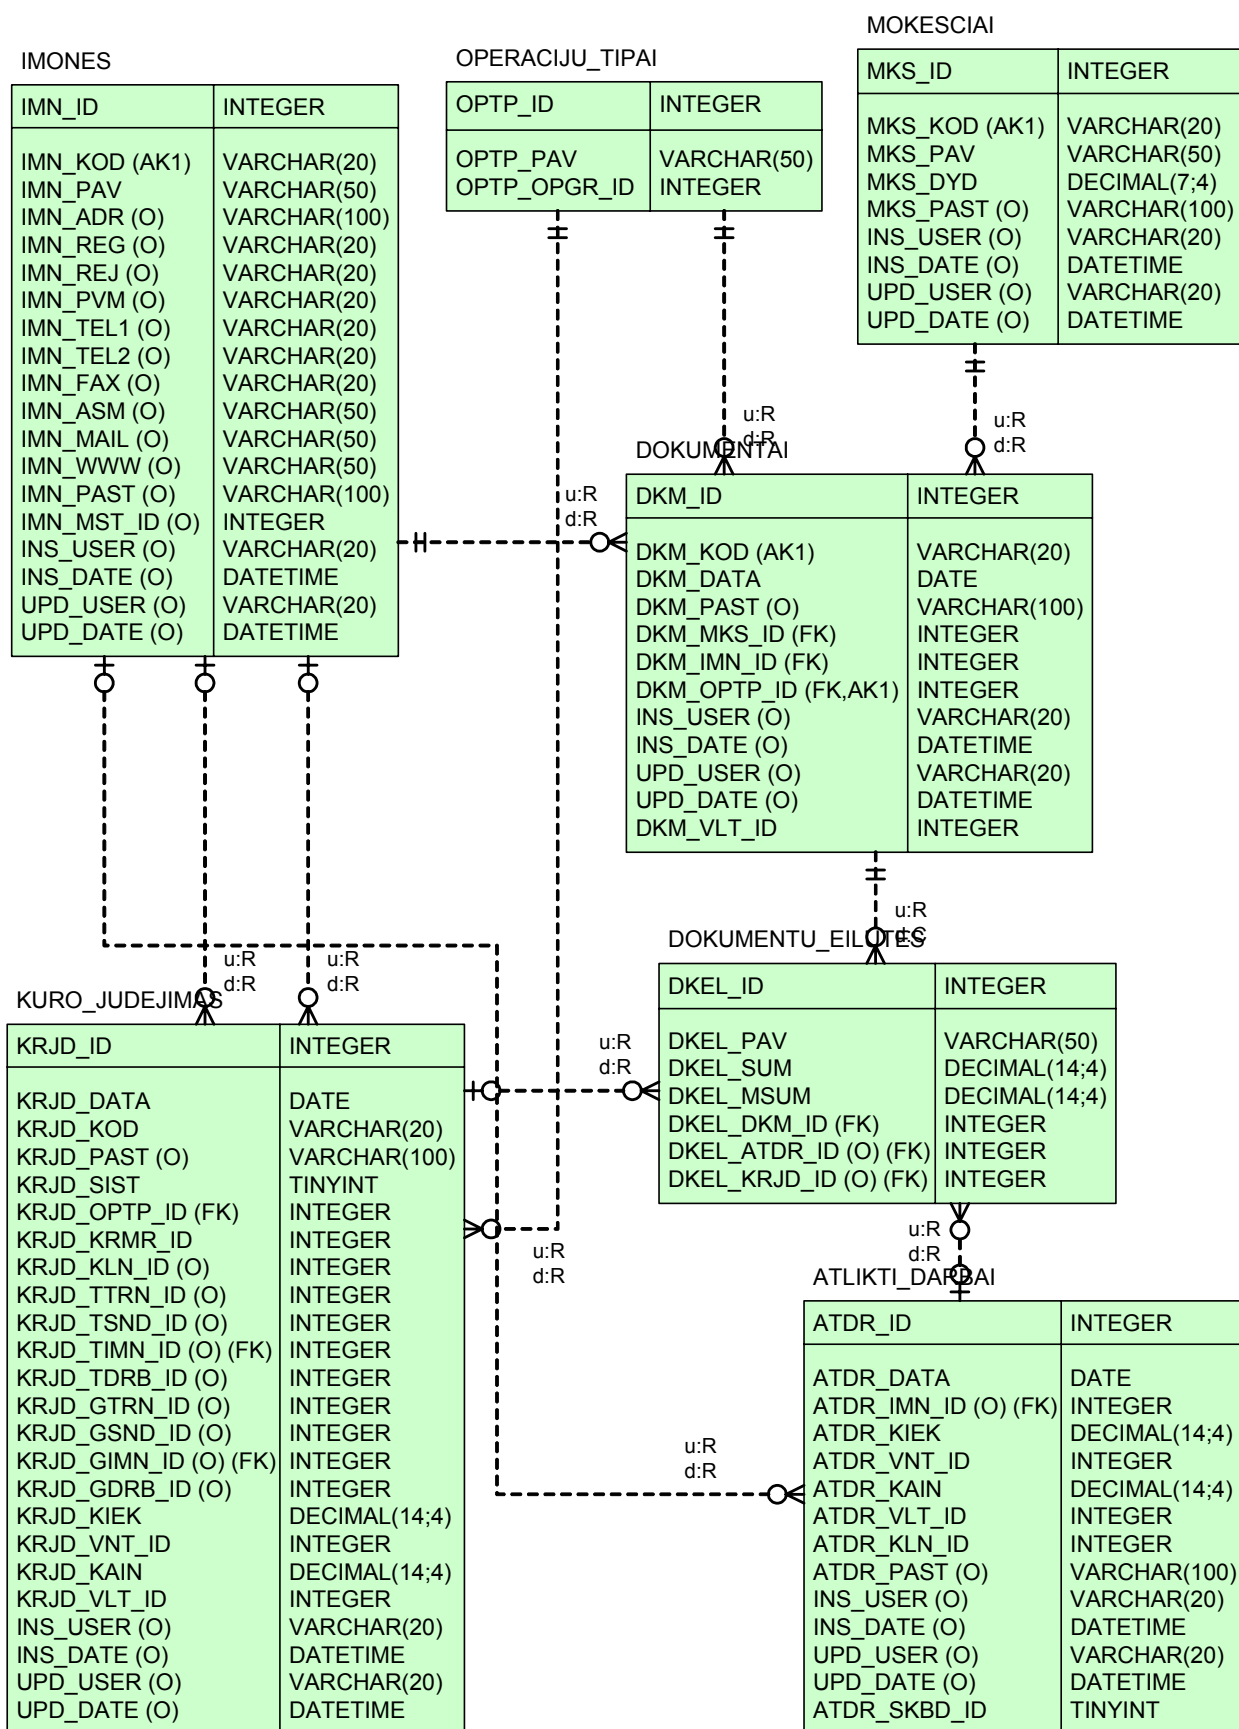 IMONES
IMN_ID INTEGER
IMN_KOD (AK1) VARCHAR(20)
IMN_PAV VARCHAR(50)
IMN_ADR (O) VARCHAR(100)
IMN_REG (O) VARCHAR(20)
IMN_REJ (O) VARCHAR(20)
IMN_PVM (O) VARCHAR(20)
IMN_TEL1 (O) VARCHAR(20)
IMN_TEL2 (O) VARCHAR(20)
IMN_FAX (O) VARCHAR(20)
IMN_ASM (O) VARCHAR(50)
IMN_MAIL (O) VARCHAR(50)
IMN_WWW (O) VARCHAR(50)
IMN_PAST (O) VARCHAR(100)
IMN_MST_ID (O) INTEGER
INS_USER (O) VARCHAR(20)
INS_DATE (O) DATETIME
UPD_USER (O) VARCHAR(20)
UPD_DATE (O) DATETIME
OPERACIJU_TIPAI
OPTP_ID INTEGER
OPTP_PAV VARCHAR(50)
OPTP_OPGR_ID INTEGER
MOKESCIAI
MKS_ID INTEGER
MKS_KOD (AK1) VARCHAR(20)
MKS_PAV VARCHAR(50)
MKS_DYD DECIMAL(7;4)
MKS_PAST (O) VARCHAR(100)
INS_USER (O) VARCHAR(20)
INS_DATE (O) DATETIME
UPD_USER (O) VARCHAR(20)
UPD_DATE (O) DATETIME
u:R
d:R
u:R
d:R
u:R
d:R
DOKUMENTAI
DKM_ID INTEGER
DKM_KOD (AK1) VARCHAR(20)
DKM_DATA DATE
DKM_PAST (O) VARCHAR(100)
DKM_MKS_ID (FK) INTEGER
DKM_IMN_ID (FK) INTEGER
DKM_OPTP_ID (FK,AK1) INTEGER
INS_USER (O) VARCHAR(20)
INS_DATE (O) DATETIME
UPD_USER (O) VARCHAR(20)
UPD_DATE (O) DATETIME
DKM_VLT_ID INTEGER
u:R
d:C
DOKUMENTU_EILUTES
DKEL_ID INTEGER
DKEL_PAV VARCHAR(50)
DKEL_SUM DECIMAL(14;4)
DKEL_MSUM DECIMAL(14;4)
DKEL_DKM_ID (FK) INTEGER
DKEL_ATDR_ID (O) (FK) INTEGER
DKEL_KRJD_ID (O) (FK) INTEGER
u:R
d:R
u:R
d:R
u:R
d:R
KURO_JUDEJIMAS
KRJD_ID INTEGER
KRJD_DATA DATE
KRJD_KOD VARCHAR(20)
KRJD_PAST (O) VARCHAR(100)
KRJD_SIST TINYINT
KRJD_OPTP_ID (FK) INTEGER
KRJD_KRMR_ID INTEGER
KRJD_KLN_ID (O) INTEGER
KRJD_TTRN_ID (O) INTEGER
KRJD_TSND_ID (O) INTEGER
KRJD_TIMN_ID (O) (FK) INTEGER
KRJD_TDRB_ID (O) INTEGER
KRJD_GTRN_ID (O) INTEGER
KRJD_GSND_ID (O) INTEGER
KRJD_GIMN_ID (O) (FK) INTEGER
KRJD_GDRB_ID (O) INTEGER
KRJD_KIEK DECIMAL(14;4)
KRJD_VNT_ID INTEGER
KRJD_KAIN DECIMAL(14;4)
KRJD_VLT_ID INTEGER
INS_USER (O) VARCHAR(20)
INS_DATE (O) DATETIME
UPD_USER (O) VARCHAR(20)
UPD_DATE (O) DATETIME
u:R
d:R
u:R
d:R
u:R
d:R
ATLIKTI_DARBAI
ATDR_ID INTEGER
ATDR_DATA DATE
ATDR_IMN_ID (O) (FK) INTEGER
ATDR_KIEK DECIMAL(14;4)
ATDR_VNT_ID INTEGER
ATDR_KAIN DECIMAL(14;4)
ATDR_VLT_ID INTEGER
ATDR_KLN_ID INTEGER
ATDR_PAST (O) VARCHAR(100)
INS_USER (O) VARCHAR(20)
INS_DATE (O) DATETIME
UPD_USER (O) VARCHAR(20)
UPD_DATE (O) DATETIME
ATDR_SKBD_ID TINYINT